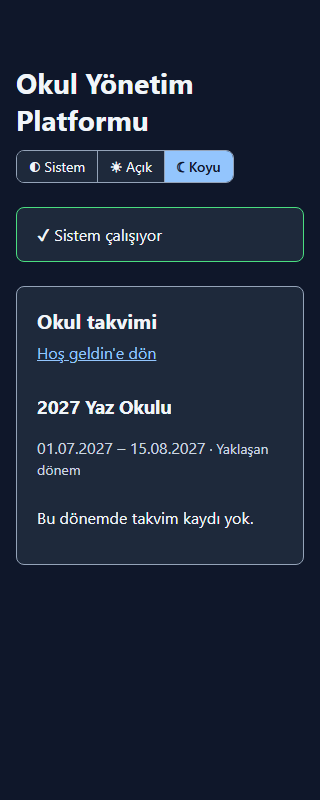 Okul Yönetim
Platformu
◐ Sistem ☀ Açık ☾ Koyu
✓ Sistem çalışıyor
Okul takvimi
Hoş geldin'e dön
2027 Yaz Okulu
01.07.2027 – 15.08.2027 · Yaklaşan
dönem
Bu dönemde takvim kaydı yok.